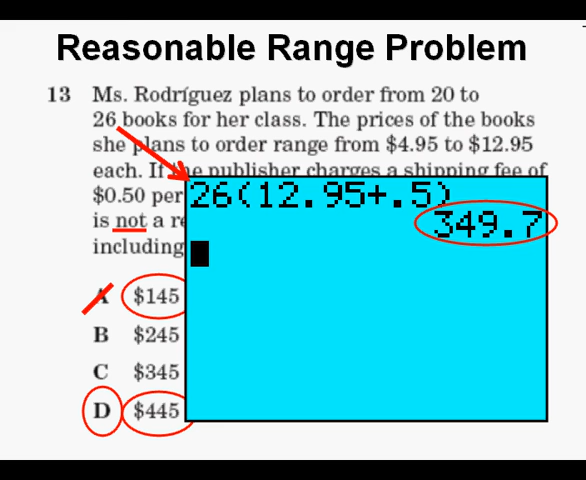 Reasonable Range Problem
13 Ms. Rodríguez plans to order from 20 to
26 books for her class. The prices of the books
she plans to order range from $4.95 to $12.95
each. If the publisher charges a shipping fee of
$0.50 per
is not a
including
26(12.95+.5)
349.7
A $145
B $245
C $345
D $445